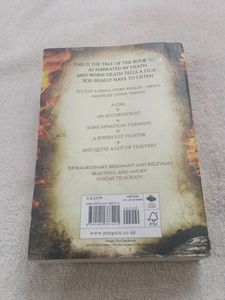 THIS IS THE TALE OF THE BOOK
AS NARRATED BY DEATH
AND WHEN DEATH TELLS A STOR
YOU REALLY HAVE TO LISTEN
IT'S JUST A SMALL STORY REALLY - ABOUT
AMONGST OTHER THINGS
A GIRL
AN ACCORDIONIST
SOME FANATICAL GERMANS
A JEWISH FIST FIGHTER
AND QUITE A LOT OF THIEVERY
EXTRAORDINARY, RESONANT AND RELEVANT
BEAUTIFUL AND ANGRY
SUNDAY TELEGRAPH
www.penguin.co.uk
FSC